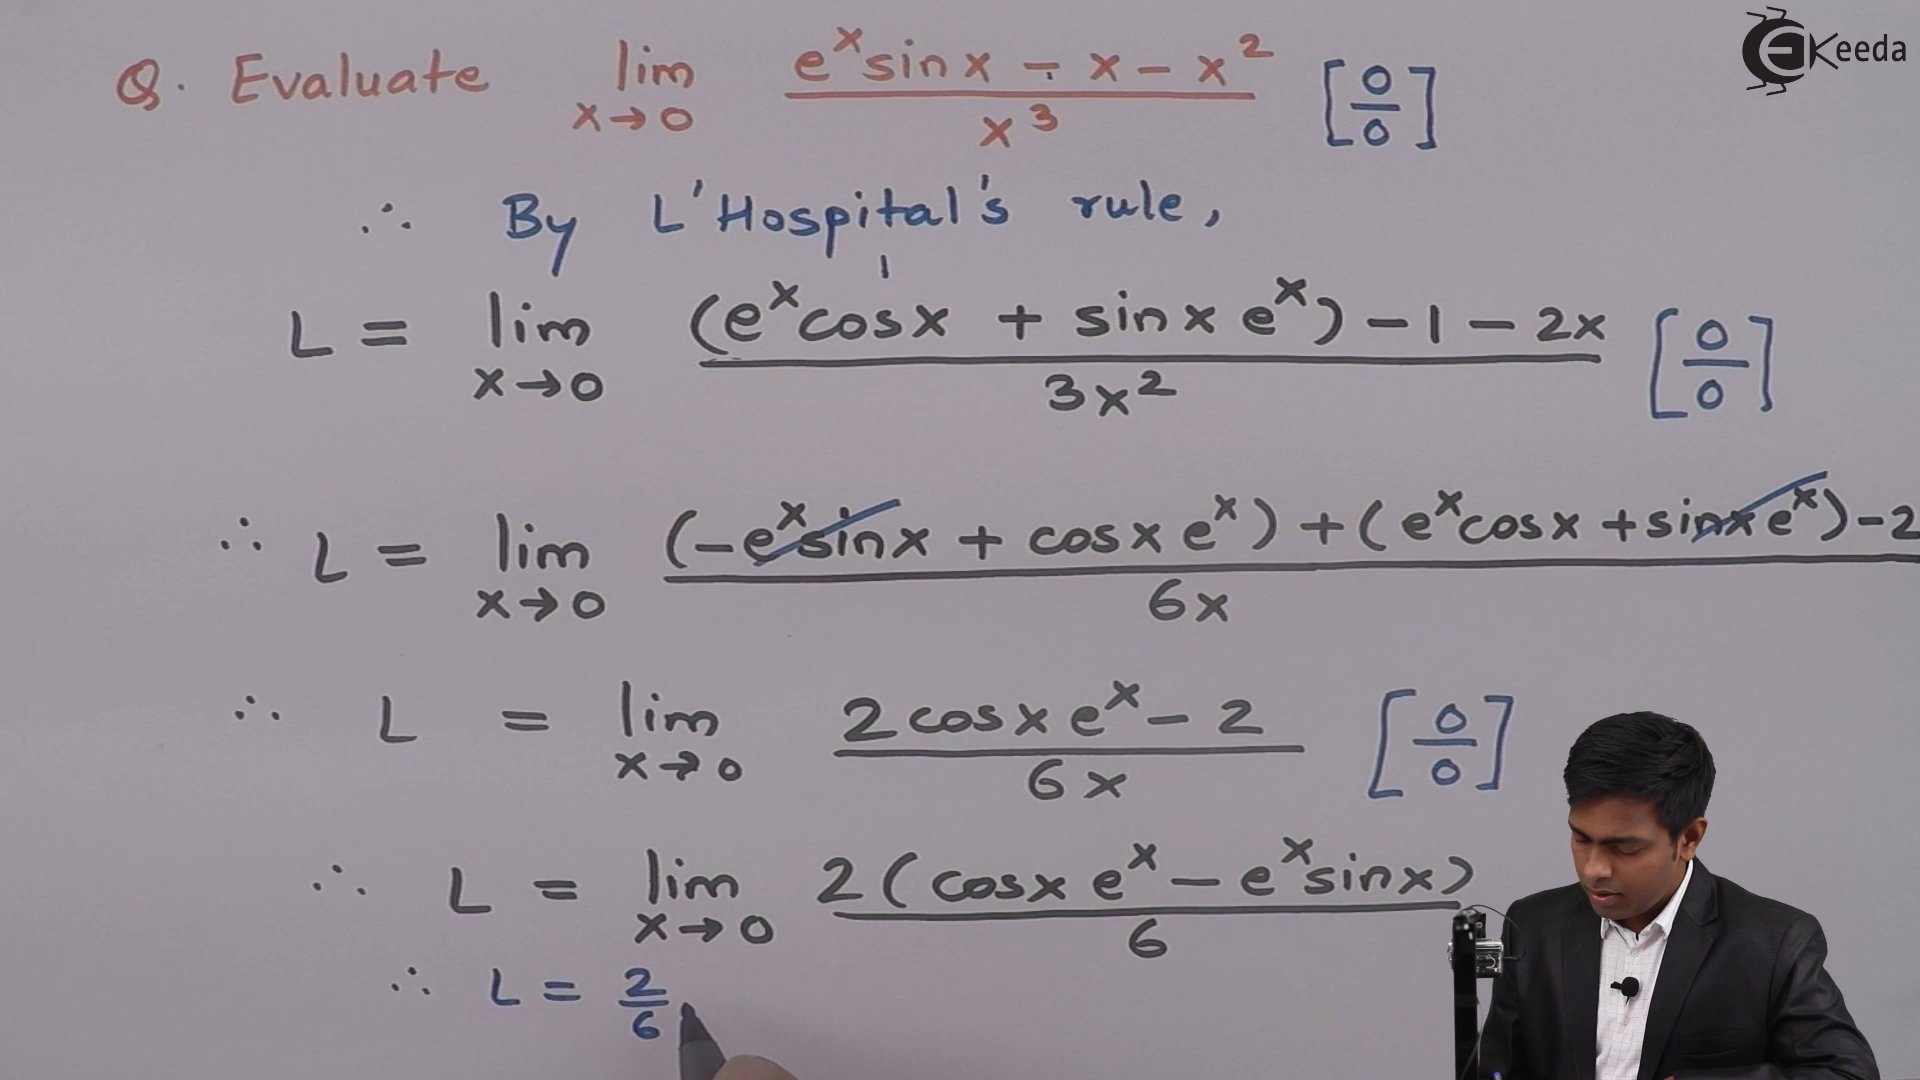 EKeeda
Q. Evaluate lim x→0 (e^x sin x - x - x^2) / x^3 [0/0]
∴ By L'Hospital's rule,
L = lim x→0 ((e^x cos x + sin x e^x) - 1 - 2x) / 3x^2 [0/0]
∴ L = lim x→0 ((-e^x sin x + cos x e^x) + (e^x cos x + sin x e^x) - 2 / 6x
∴ L = lim x→0 (2 cos x e^x - 2) / 6x [0/0]
∴ L = lim x→0 2(cos x e^x - e^x sin x) / 6
∴ L = 2/6